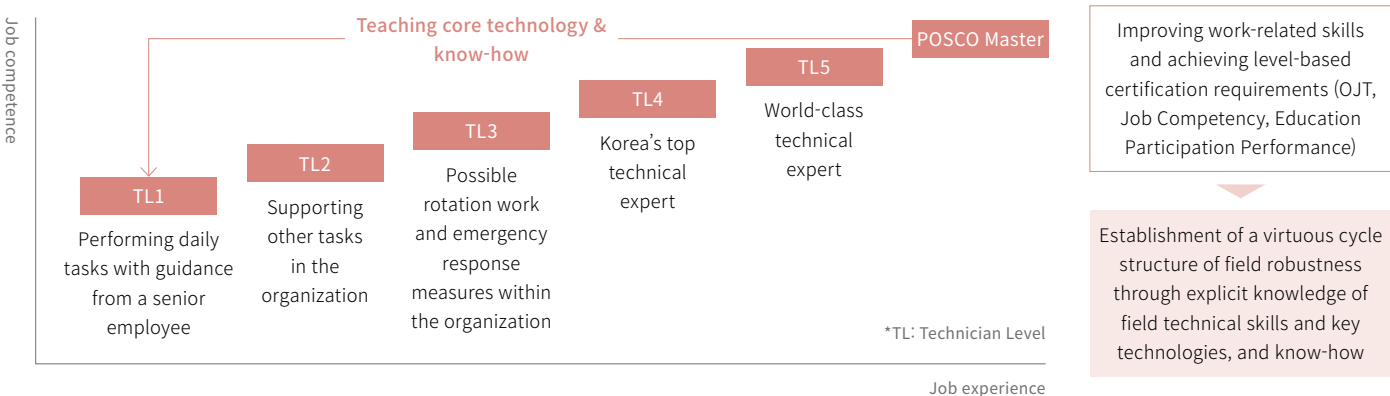 Job competence
Teaching core technology &
know-how
POSCO Master
TL5
World-class
technical
expert
TL4
Korea's top
technical
expert
TL3
Possible
rotation work
and emergency
response
measures within
the organization
TL2
Supporting
other tasks
in the
organization
TL1
Performing daily
tasks with guidance
from a senior
employee
*TL: Technician Level
Job experience
Improving work-related skills
and achieving level-based
certification requirements (OJT,
Job Competency, Education
Participation Performance)
Establishment of a virtuous cycle
structure of field robustness
through explicit knowledge of
field technical skills and key
technologies, and know-how